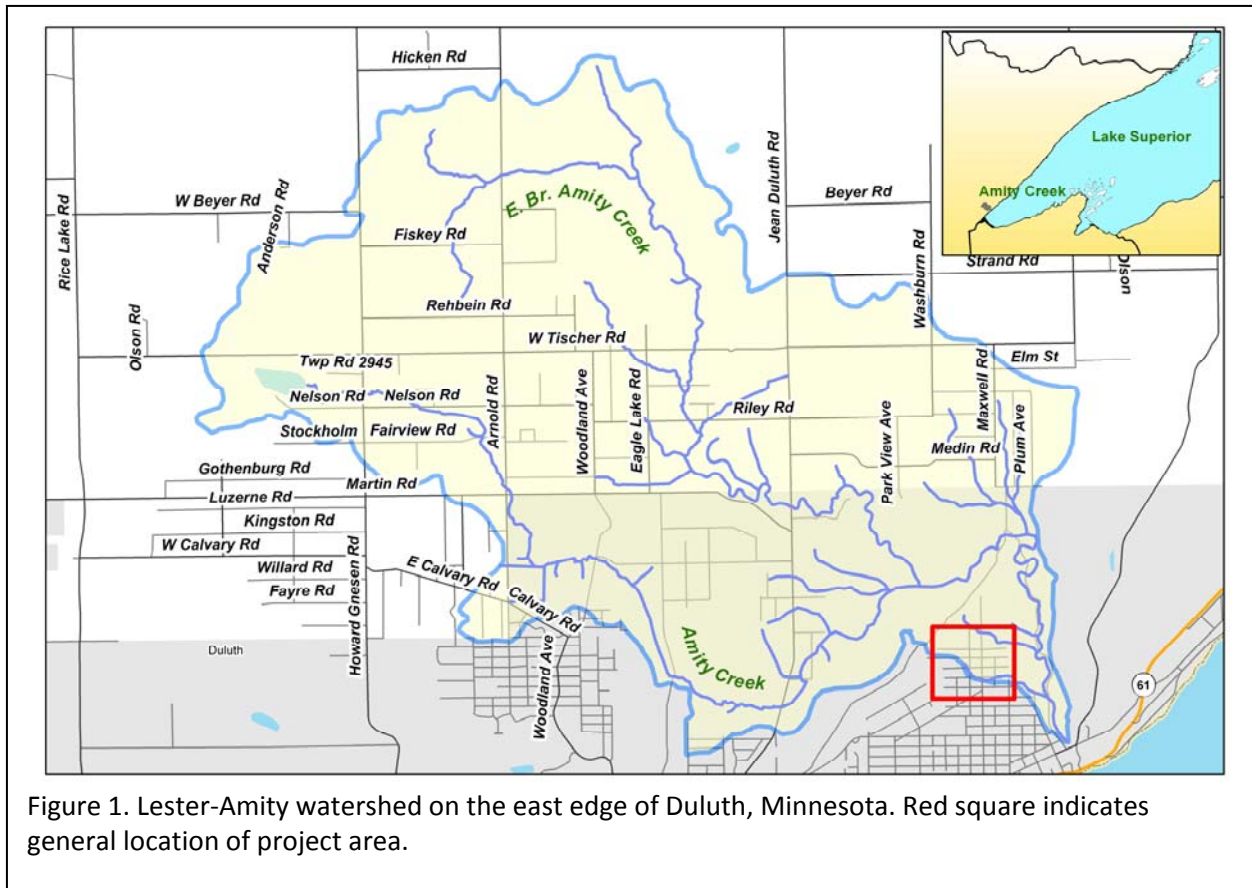 Hicken Rd
Lake Superior
Amity Creek
Rice Lake Rd
W Beyer Rd
Anderson Rd
E. Br. Amity Creek
Jean Duluth Rd
Beyer Rd
Fiskey Rd
Washburn Rd
Strand Rd
Olson
Rehbein Rd
Olson Rd
W Tischer Rd
Elm St
Twp Rd 2945
Nelson Rd
Nelson Rd
Arnold Rd
Woodland Ave
Eagle Lake Rd
Riley Rd
Park View Ave
Maxwell Rd
Plum Ave
Medin Rd
Stockholm
Fairview Rd
Gothenburg Rd
Martin Rd
Luzerne Rd
Kingston Rd
W Calvary Rd
Willard Rd
Fayre Rd
Howard Gnesen Rd
E Calvary Rd
Calvary Rd
Duluth
Woodland Ave
Amity Creek
61
Figure 1. Lester-Amity watershed on the east edge of Duluth, Minnesota. Red square indicates
general location of project area.